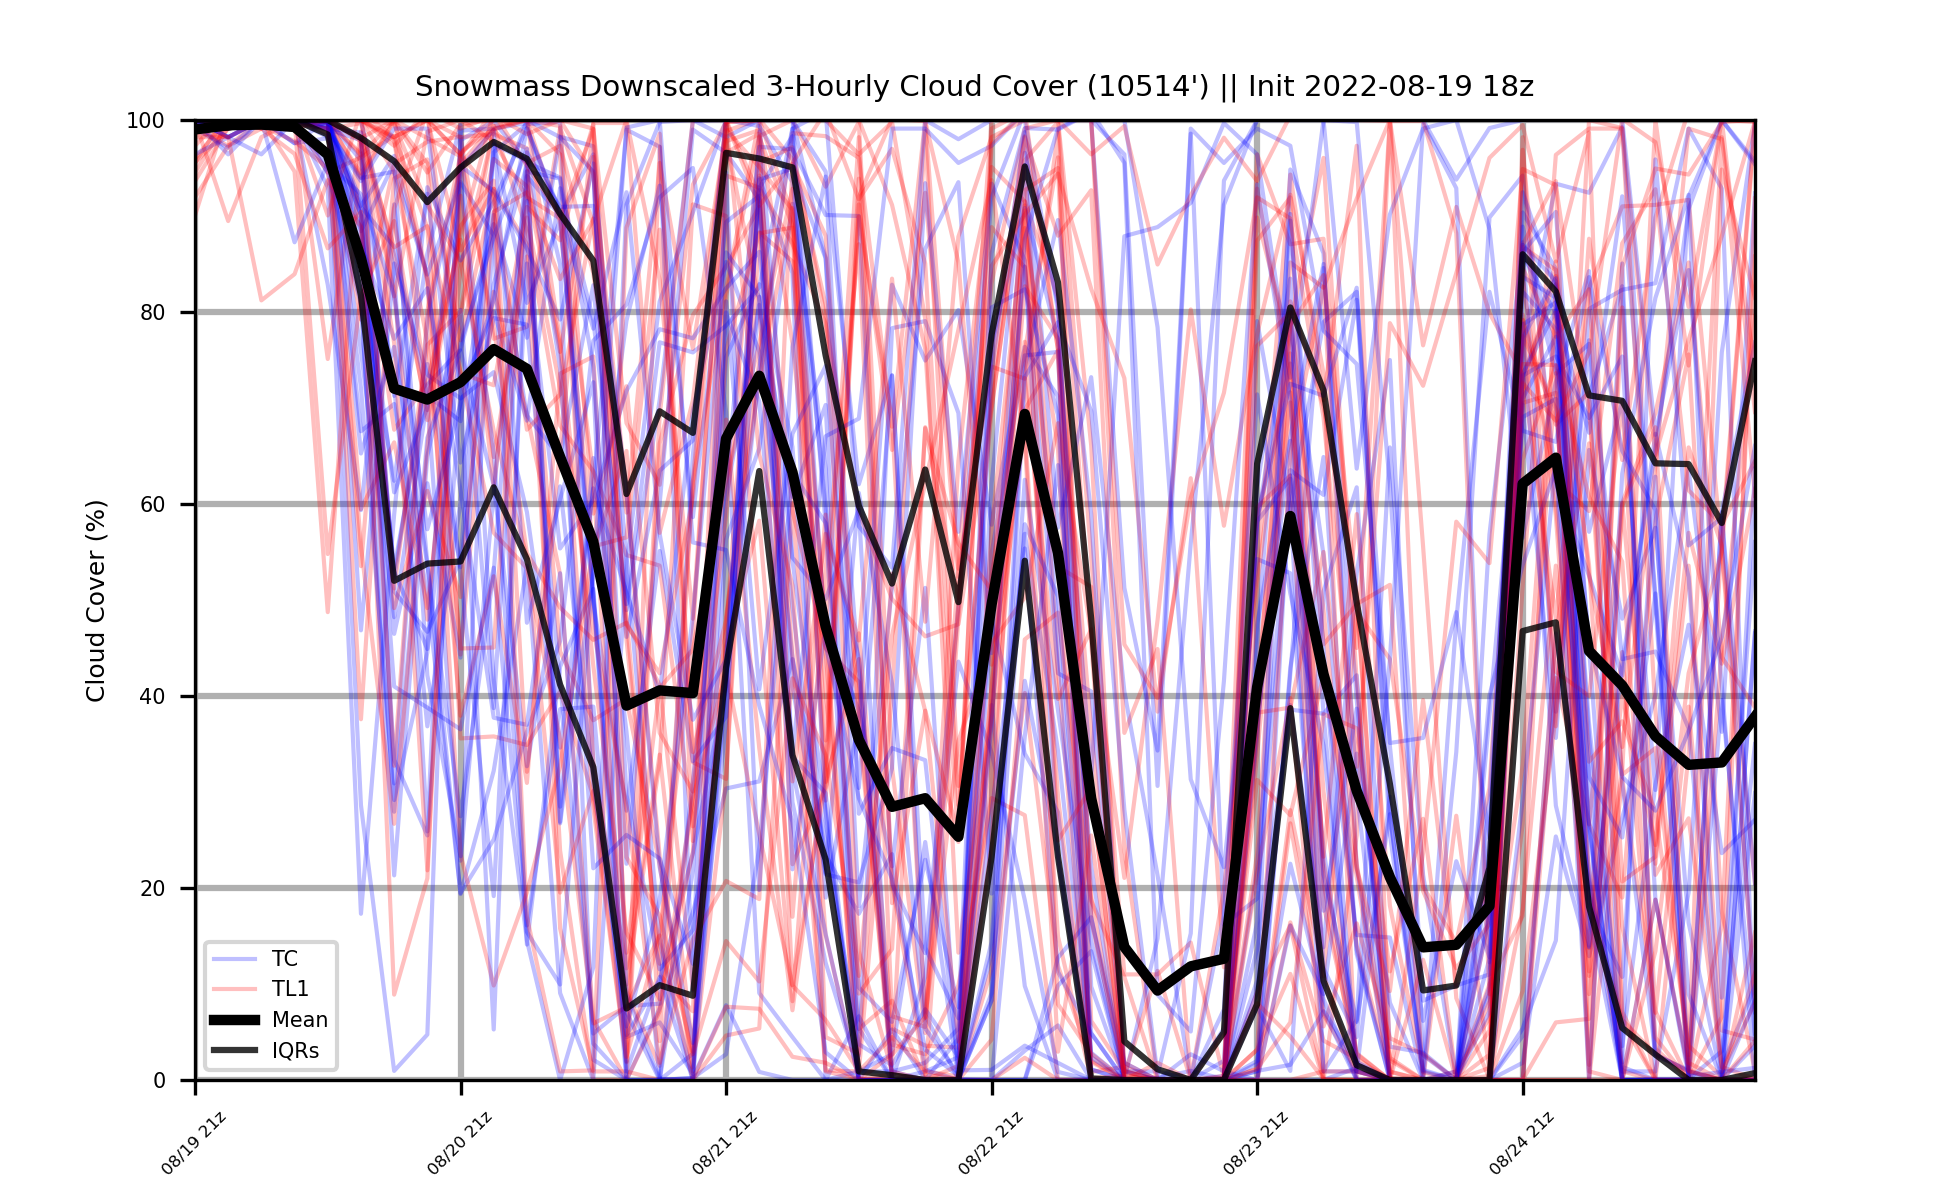 Snowmass Downscaled 3-Hourly Cloud Cover (10514') || Init 2022-08-19 18z
Cloud Cover (%)
100
80
60
40
20
0
TC
TL1
Mean
IQRs
08/19 21z
08/20 21z
08/21 21z
08/22 21z
08/23 21z
08/24 21z